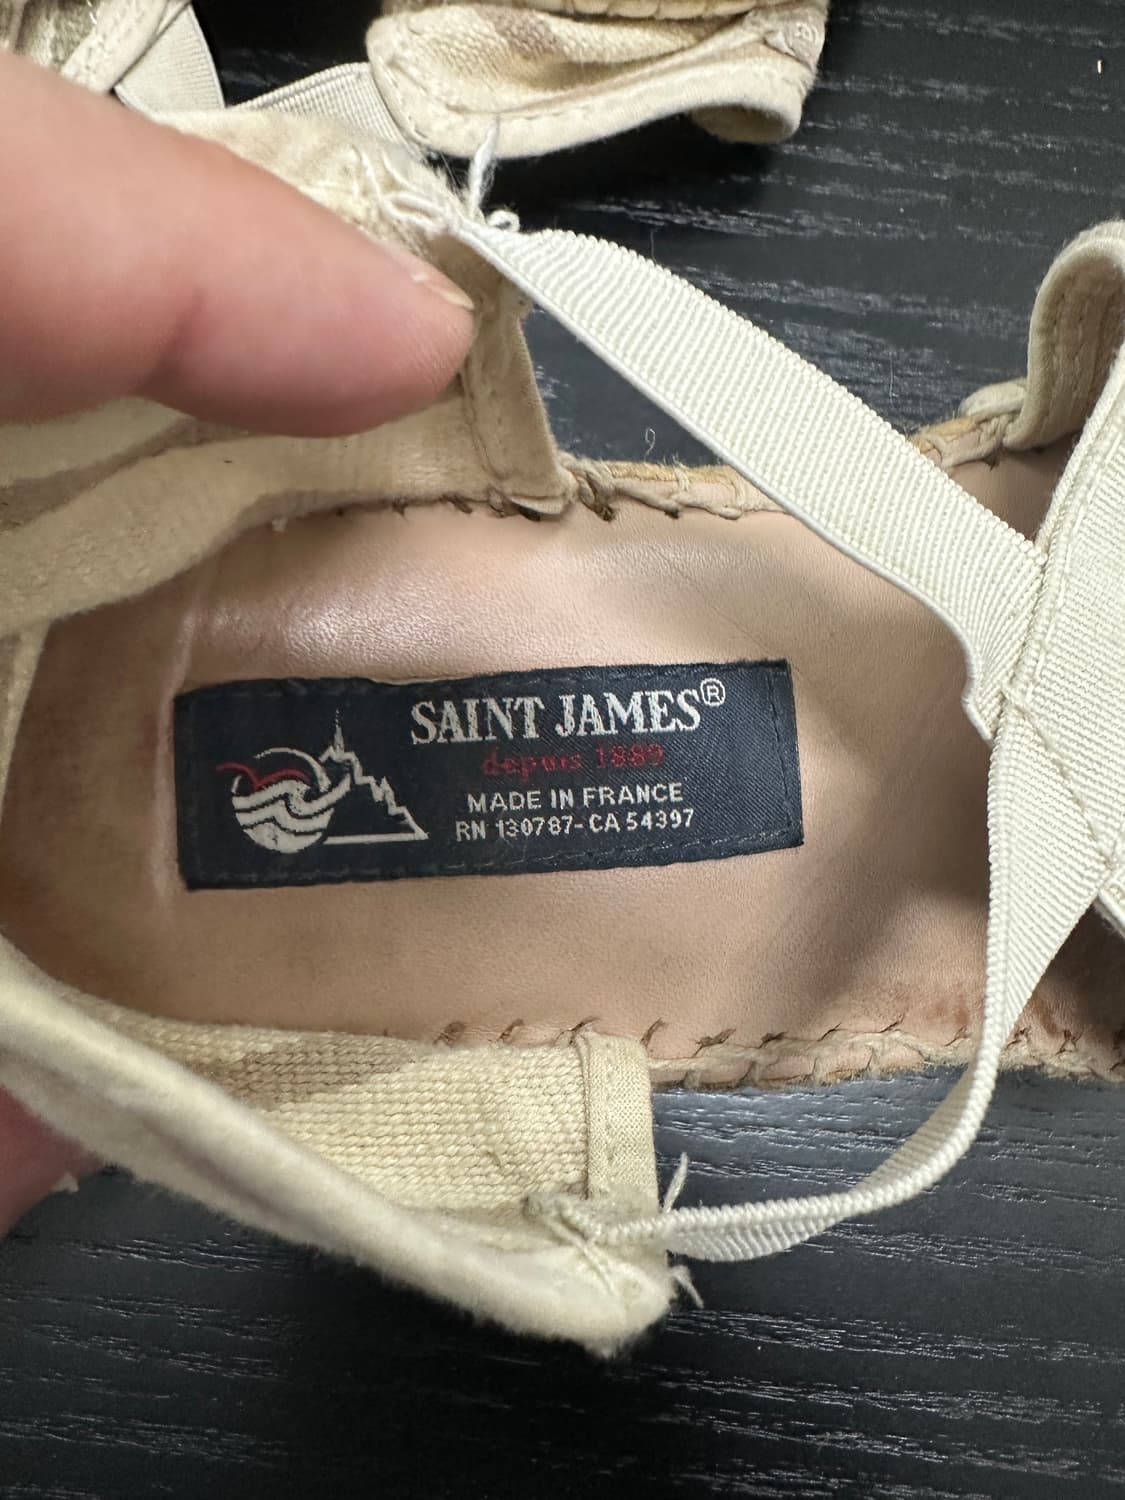 SAINT JAMES®
depuis 1889
MADE IN FRANCE
RN 130787-CA 54397